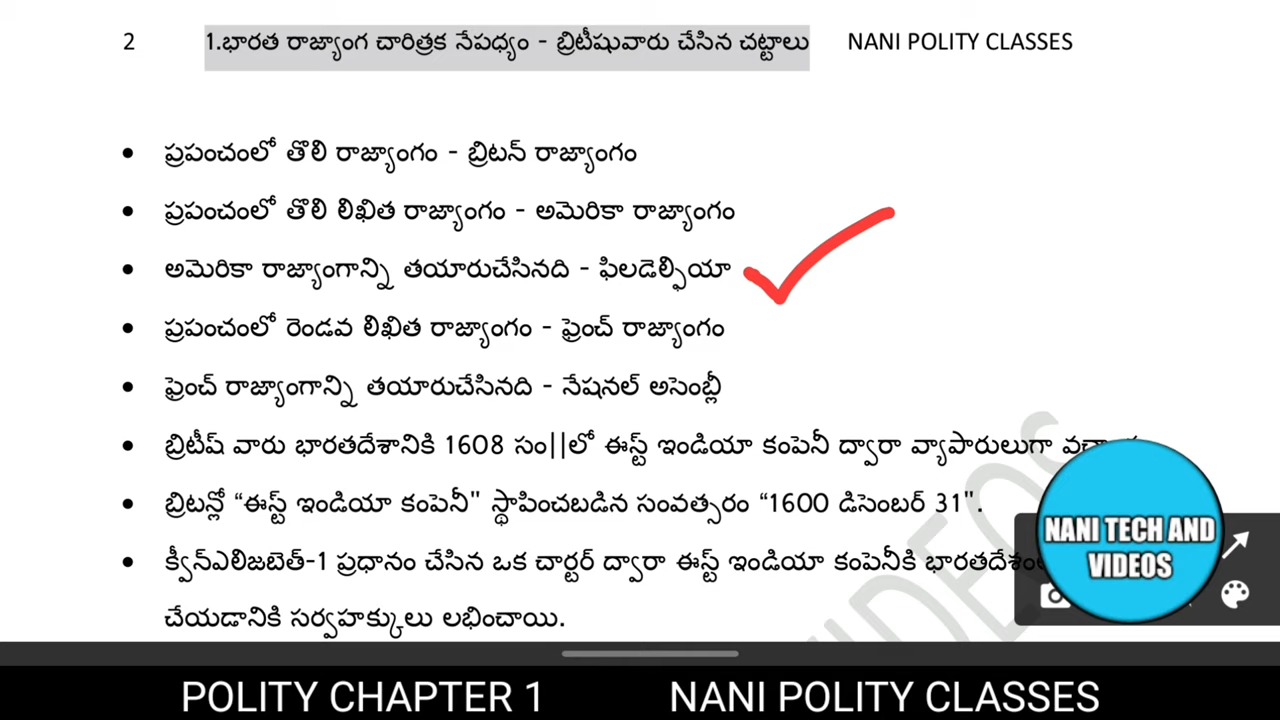 2 1.భారత రాజ్యాంగ చారిత్రక నేపధ్యం - బ్రిటీషువారు చేసిన చట్టాలు NANI POLITY CLASSES
• ప్రపంచంలో తొలి రాజ్యాంగం - బ్రిటన్ రాజ్యాంగం
• ప్రపంచంలో తొలి లిఖిత రాజ్యాంగం - అమెరికా రాజ్యాంగం
• అమెరికా రాజ్యాంగాన్ని తయారుచేసినది - ఫిలడెల్ఫియా
• ప్రపంచంలో రెండవ లిఖిత రాజ్యాంగం - ఫ్రెంచ్ రాజ్యాంగం
• ఫ్రెంచ్ రాజ్యాంగాన్ని తయారుచేసినది - నేషనల్ అసెంబ్లీ
• బ్రిటీష్ వారు భారతదేశానికి 1608 సం||లో ఈస్ట్ ఇండియా కంపెనీ ద్వారా వ్యాపారులుగా
• బ్రిటన్లో “ఈస్ట్ ఇండియా కంపెనీ" స్థాపించబడిన సంవత్సరం “1600 డిసెంబర్ 31".
• క్వీన్ఎలిజబెత్-1 ప్రధానం చేసిన ఒక చార్టర్ ద్వారా ఈస్ట్ ఇండియా కంపెనీకి
చేయడానికి సర్వహక్కులు లభించాయి.
NANI TECH AND
VIDEOS
VIDEOS
POLITY CHAPTER 1 NANI POLITY CLASSES